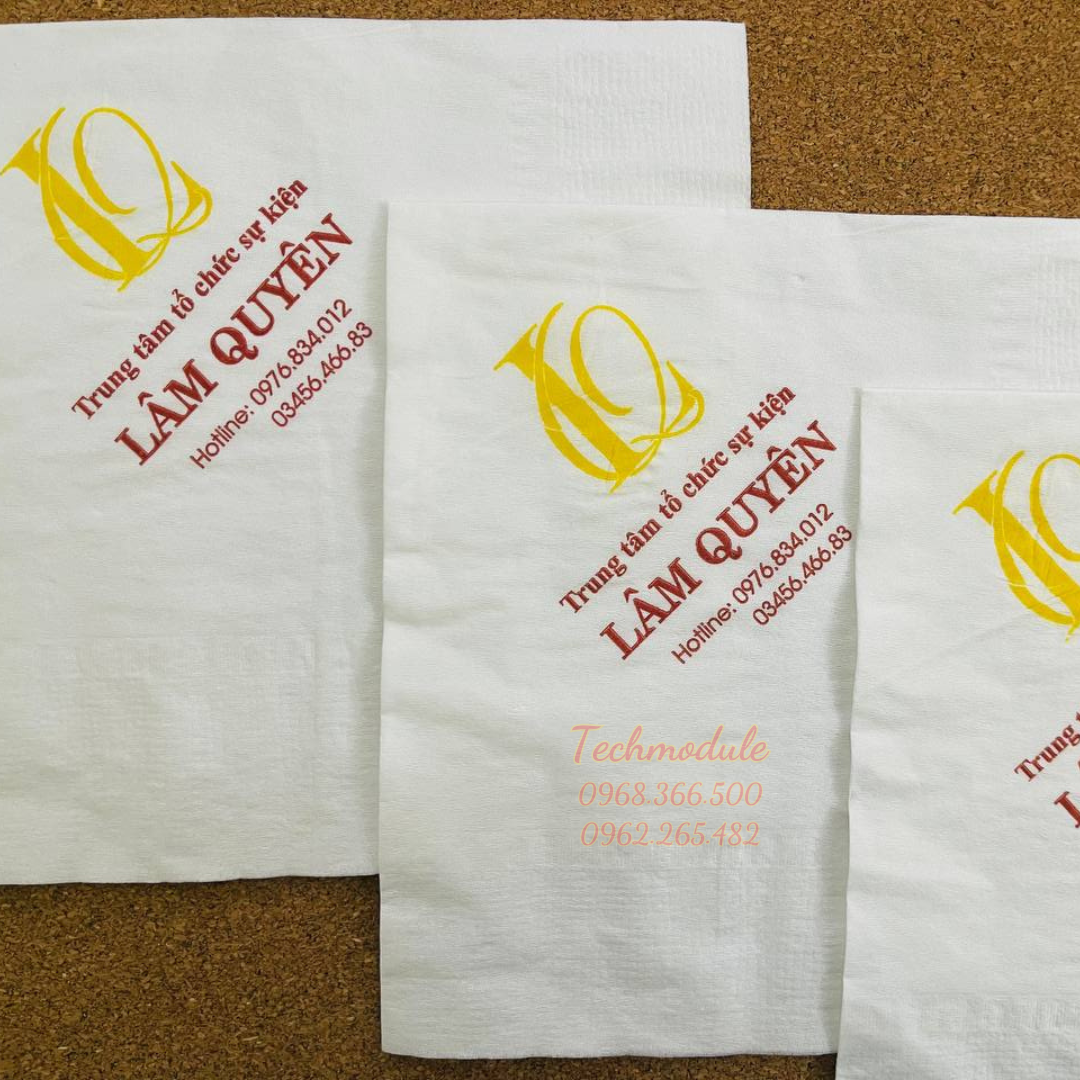 LQ
Trung tâm tổ chức sự kiện
LÂM QUYÊN
Hotline: 0976.834.012
03456.466.83
LQ
Trung tâm tổ chức sự kiện
LÂM QUYÊN
Hotline: 0976.834.012
03456.466.83
Techmodule
0968.366.500
0962.265.482
LQ
Trung
L